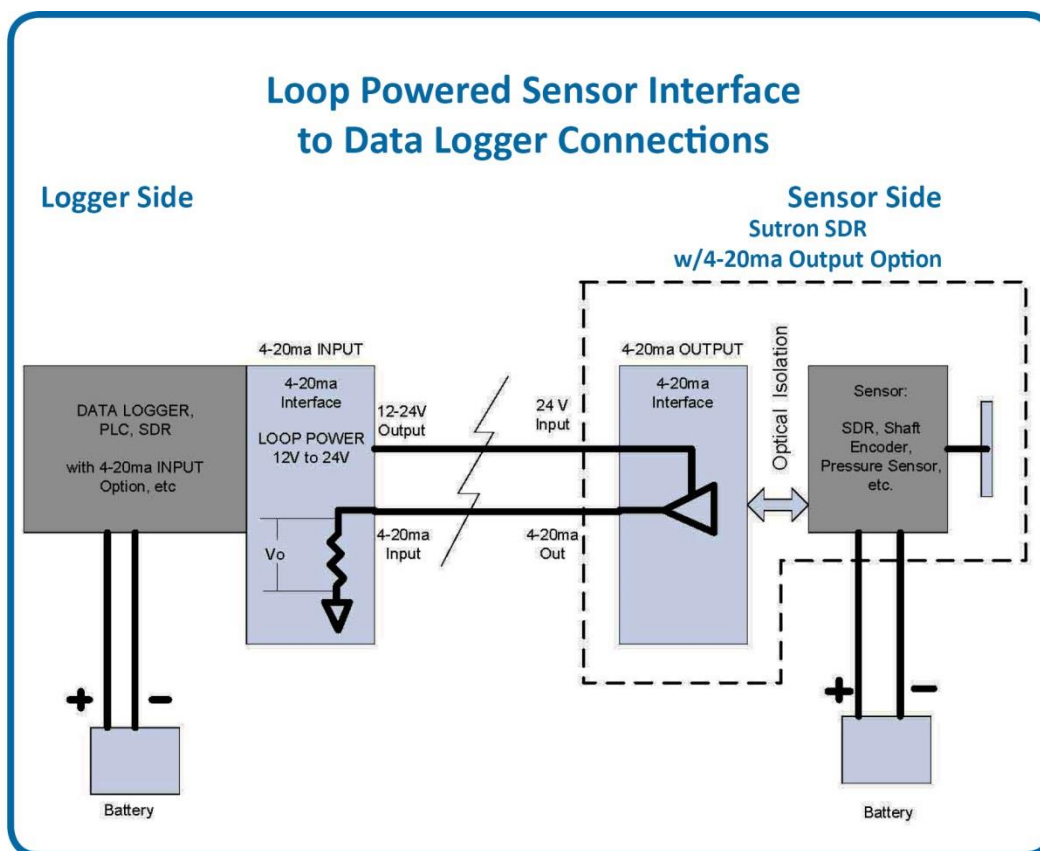 Loop Powered Sensor Interface
to Data Logger Connections
Logger Side
Sensor Side
Sutron SDR
w/4-20ma Output Option
4-20ma INPUT
4-20ma
Interface
LOOP POWER
12V to 24V
DATA LOGGER,
PLC, SDR
with 4-20ma INPUT
Option, etc
Vo
12-24V
Output
24 V
Input
4-20ma
Input
4-20ma
Out
4-20ma OUTPUT
4-20ma
Interface
Optical Isolation
Sensor:
SDR, Shaft
Encoder,
Pressure Sensor,
etc.
+
-
Battery
+
-
Battery